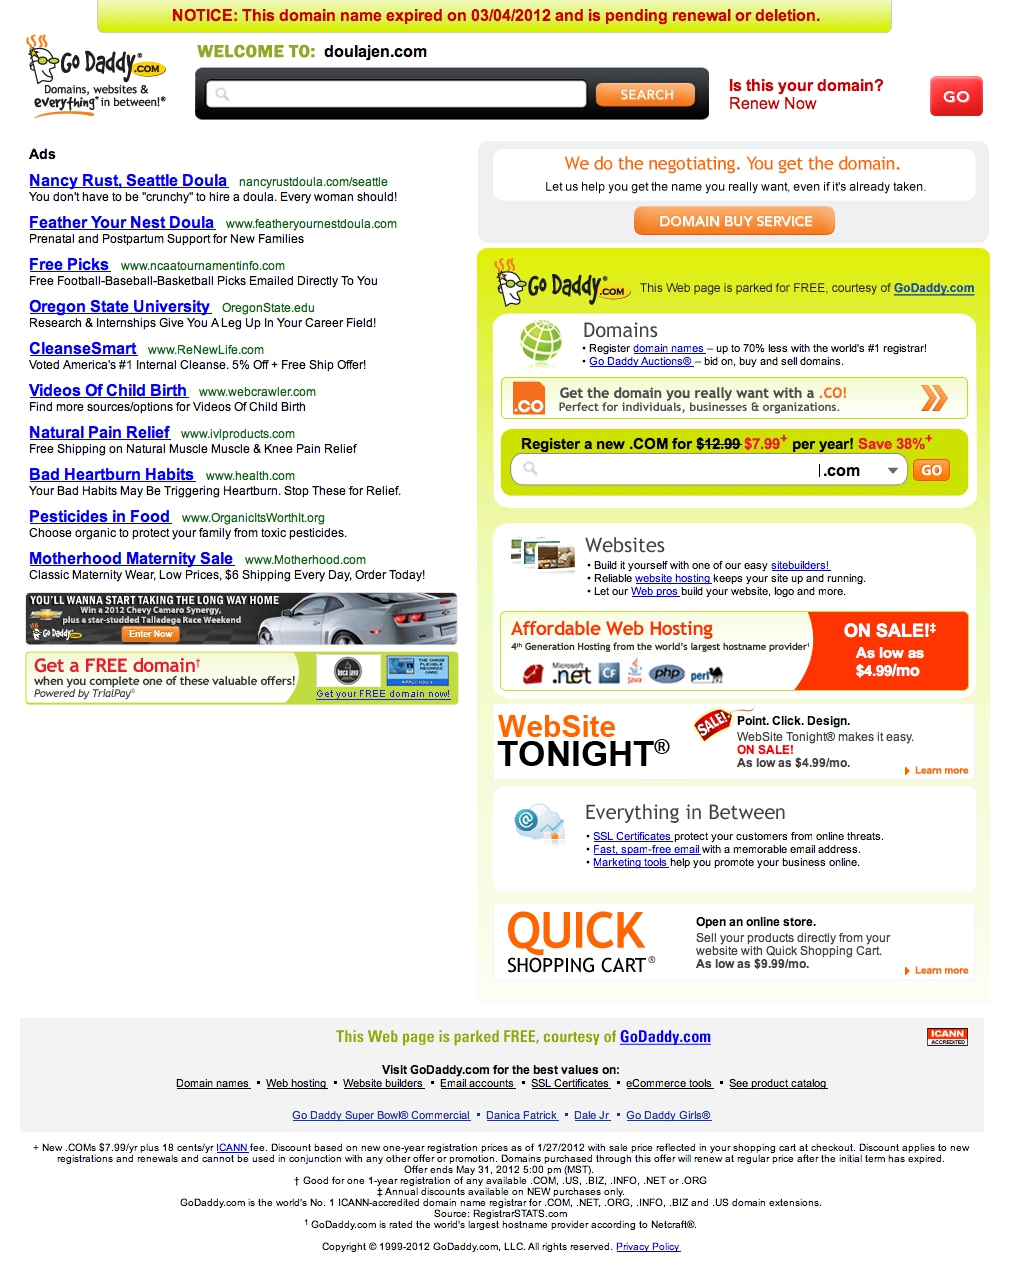 NOTICE: This domain name expired on 03/04/2012 and is pending renewal or deletion.
Go Daddy.COM
Domains, websites &
everything* in between!®
WELCOME TO: doulajen.com
SEARCH
Is this your domain?
Renew Now
GO
Ads
Nancy Rust, Seattle Doula nancyrustdoula.com/seattle
You don't have to be "crunchy" to hire a doula. Every woman should!
Feather Your Nest Doula www.featheryournestdoula.com
Prenatal and Postpartum Support for New Families
Free Picks www.ncaatournamentinfo.com
Free Football-Baseball-Basketball Picks Emailed Directly To You
Oregon State University OregonState.edu
Research & Internships Give You A Leg Up In Your Career Field!
CleanseSmart www.ReNewLife.com
Voted America's #1 Internal Cleanse. 5% Off + Free Ship Offer!
Videos Of Child Birth www.webcrawler.com
Find more sources/options for Videos Of Child Birth
Natural Pain Relief www.ivlproducts.com
Free Shipping on Natural Muscle Muscle & Knee Pain Relief
Bad Heartburn Habits www.health.com
Your Bad Habits May Be Triggering Heartburn. Stop These for Relief.
Pesticides in Food www.OrganicItsWorthIt.org
Choose organic to protect your family from toxic pesticides.
Motherhood Maternity Sale www.Motherhood.com
Classic Maternity Wear, Low Prices, $6 Shipping Every Day, Order Today!
YOU'LL WANNA START TAKING THE LONG WAY HOME
Win a 2012 Chevy Camaro Synergy,
plus a star-studded Talladega Race Weekend
Go Daddy.COM
Enter Now
Get a FREE domain†
when you complete one of these valuable offers!
Powered by TrialPay®
boca java
THE CHASE FLEXIBLE REWARDS CARD
APPLY NOW
Get your FREE domain now!
We do the negotiating. You get the domain.
Let us help you get the name you really want, even if it's already taken.
DOMAIN BUY SERVICE
Go Daddy.COM
This Web page is parked for FREE, courtesy of GoDaddy.com
Domains
• Register domain names – up to 70% less with the world's #1 registrar!
• Go Daddy Auctions® – bid on, buy and sell domains.
.CO
Get the domain you really want with a .CO!
Perfect for individuals, businesses & organizations.
Register a new .COM for $12.99 $7.99+ per year! Save 38%+
.com
GO
Websites
• Build it yourself with one of our easy sitebuilders!
• Reliable website hosting keeps your site up and running.
• Let our Web pros build your website, logo and more.
Affordable Web Hosting
4th Generation Hosting from the world's largest hostname provider¹
Microsoft .net CF Java php perl
ON SALE!‡
As low as
$4.99/mo
WebSite
TONIGHT®
SALE!
Point. Click. Design.
WebSite Tonight® makes it easy.
ON SALE!
As low as $4.99/mo.
Learn more
Everything in Between
• SSL Certificates protect your customers from online threats.
• Fast, spam-free email with a memorable email address.
• Marketing tools help you promote your business online.
QUICK
SHOPPING CART®
Open an online store.
Sell your products directly from your
website with Quick Shopping Cart.
As low as $9.99/mo.
Learn more
This Web page is parked FREE, courtesy of GoDaddy.com
ICANN
ACCREDITED
Visit GoDaddy.com for the best values on:
Domain names ▪ Web hosting ▪ Website builders ▪ Email accounts ▪ SSL Certificates ▪ eCommerce tools ▪ See product catalog
Go Daddy Super Bowl® Commercial ▪ Danica Patrick ▪ Dale Jr ▪ Go Daddy Girls®
+ New .COMs $7.99/yr plus 18 cents/yr ICANN fee. Discount based on new one-year registration prices as of 1/27/2012 with sale price reflected in your shopping cart at checkout. Discount applies to new
registrations and renewals and cannot be used in conjunction with any other offer or promotion. Domains purchased through this offer will renew at regular price after the initial term has expired.
Offer ends May 31, 2012 5:00 pm (MST).
† Good for one 1-year registration of any available .COM, .US, .BIZ, .INFO, .NET or .ORG
‡ Annual discounts available on NEW purchases only.
GoDaddy.com is the world's No. 1 ICANN-accredited domain name registrar for .COM, .NET, .ORG, .INFO, .BIZ and .US domain extensions.
Source: RegistrarSTATS.com
¹ GoDaddy.com is rated the world's largest hostname provider according to Netcraft®.
Copyright © 1999-2012 GoDaddy.com, LLC. All rights reserved. Privacy Policy